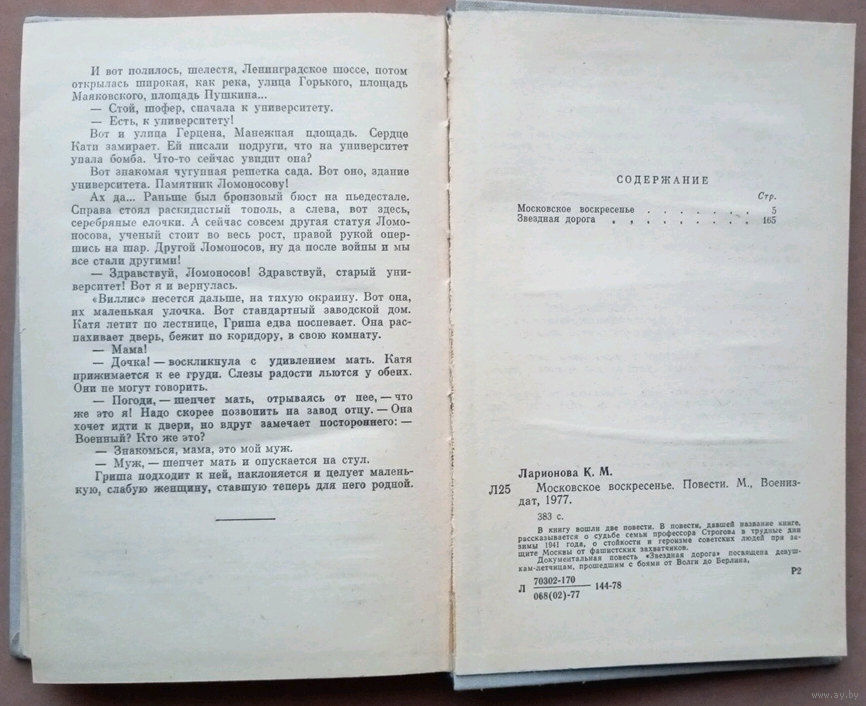 И вот полилось, шелестя, Ленинградское шоссе, потом
открылась широкая, как река, улица Горького, площадь
Маяковского, площадь Пушкина...
— Стой, шофер, сначала к университету.
— Есть, к университету!
Вот и улица Герцена, Манежная площадь. Сердце
Кати замирает. Ей писали подруги, что на университет
упала бомба. Что-то сейчас увидит она?
Вот знакомая чугунная решетка сада. Вот оно, здание
университета. Памятник Ломоносову!
Ах да... Раньше был бронзовый бюст на пьедестале.
Справа стоял раскидистый тополь, а слева, вот здесь,
серебряные елочки. А сейчас совсем другая статуя Ломо-
носова, ученый стоит во весь рост, правой рукой опер-
шись на шар. Другой Ломоносов, ну да после войны и мы
все стали другими!
— Здравствуй, Ломоносов! Здравствуй, старый уни-
верситет! Вот я и вернулась.
«Виллис» несется дальше, на тихую окраину. Вот она,
их маленькая улочка. Вот стандартный заводской дом.
Катя летит по лестнице, Гриша едва поспевает. Она рас-
пахивает дверь, бежит по коридору, в свою комнату.
— Мама!
— Дочка! — воскликнула с удивлением мать. Катя
прижимается к ее груди. Слезы радости льются у обеих.
Они не могут говорить.
— Погоди, — шепчет мать, отрываясь от нее, — что
же это я! Надо скорее позвонить на завод отцу. — Она
хочет идти к двери, но вдруг замечает постороннего: —
Военный? Кто же это?
— Знакомься, мама, это мой муж.
— Муж, — шепчет мать и опускается на стул.
Гриша подходит к ней, наклоняется и целует малень-
кую, слабую женщину, ставшую теперь для него родной.
СОДЕРЖАНИЕ
Стр.
Московское воскресенье . . . . . . . 5
Звездная дорога . . . . . . . . . 165
Ларионова К. М.
Л25 Московское воскресенье. Повести. М., Воениз-
дат, 1977.
383 с.
В книгу вошли две повести. В повести, давшей название книге,
рассказывается о судьбе семьи профессора Строгова в трудные дни
зимы 1941 года, о стойкости и героизме советских людей при за-
щите Москвы от фашистских захватчиков.
Документальная повесть «Звездная дорога» посвящена девуш-
кам-летчицам, прошедшим с боями от Волги до Берлина.
Р2
Л 70302-170 144-78
068(02)-77
www.ay.by